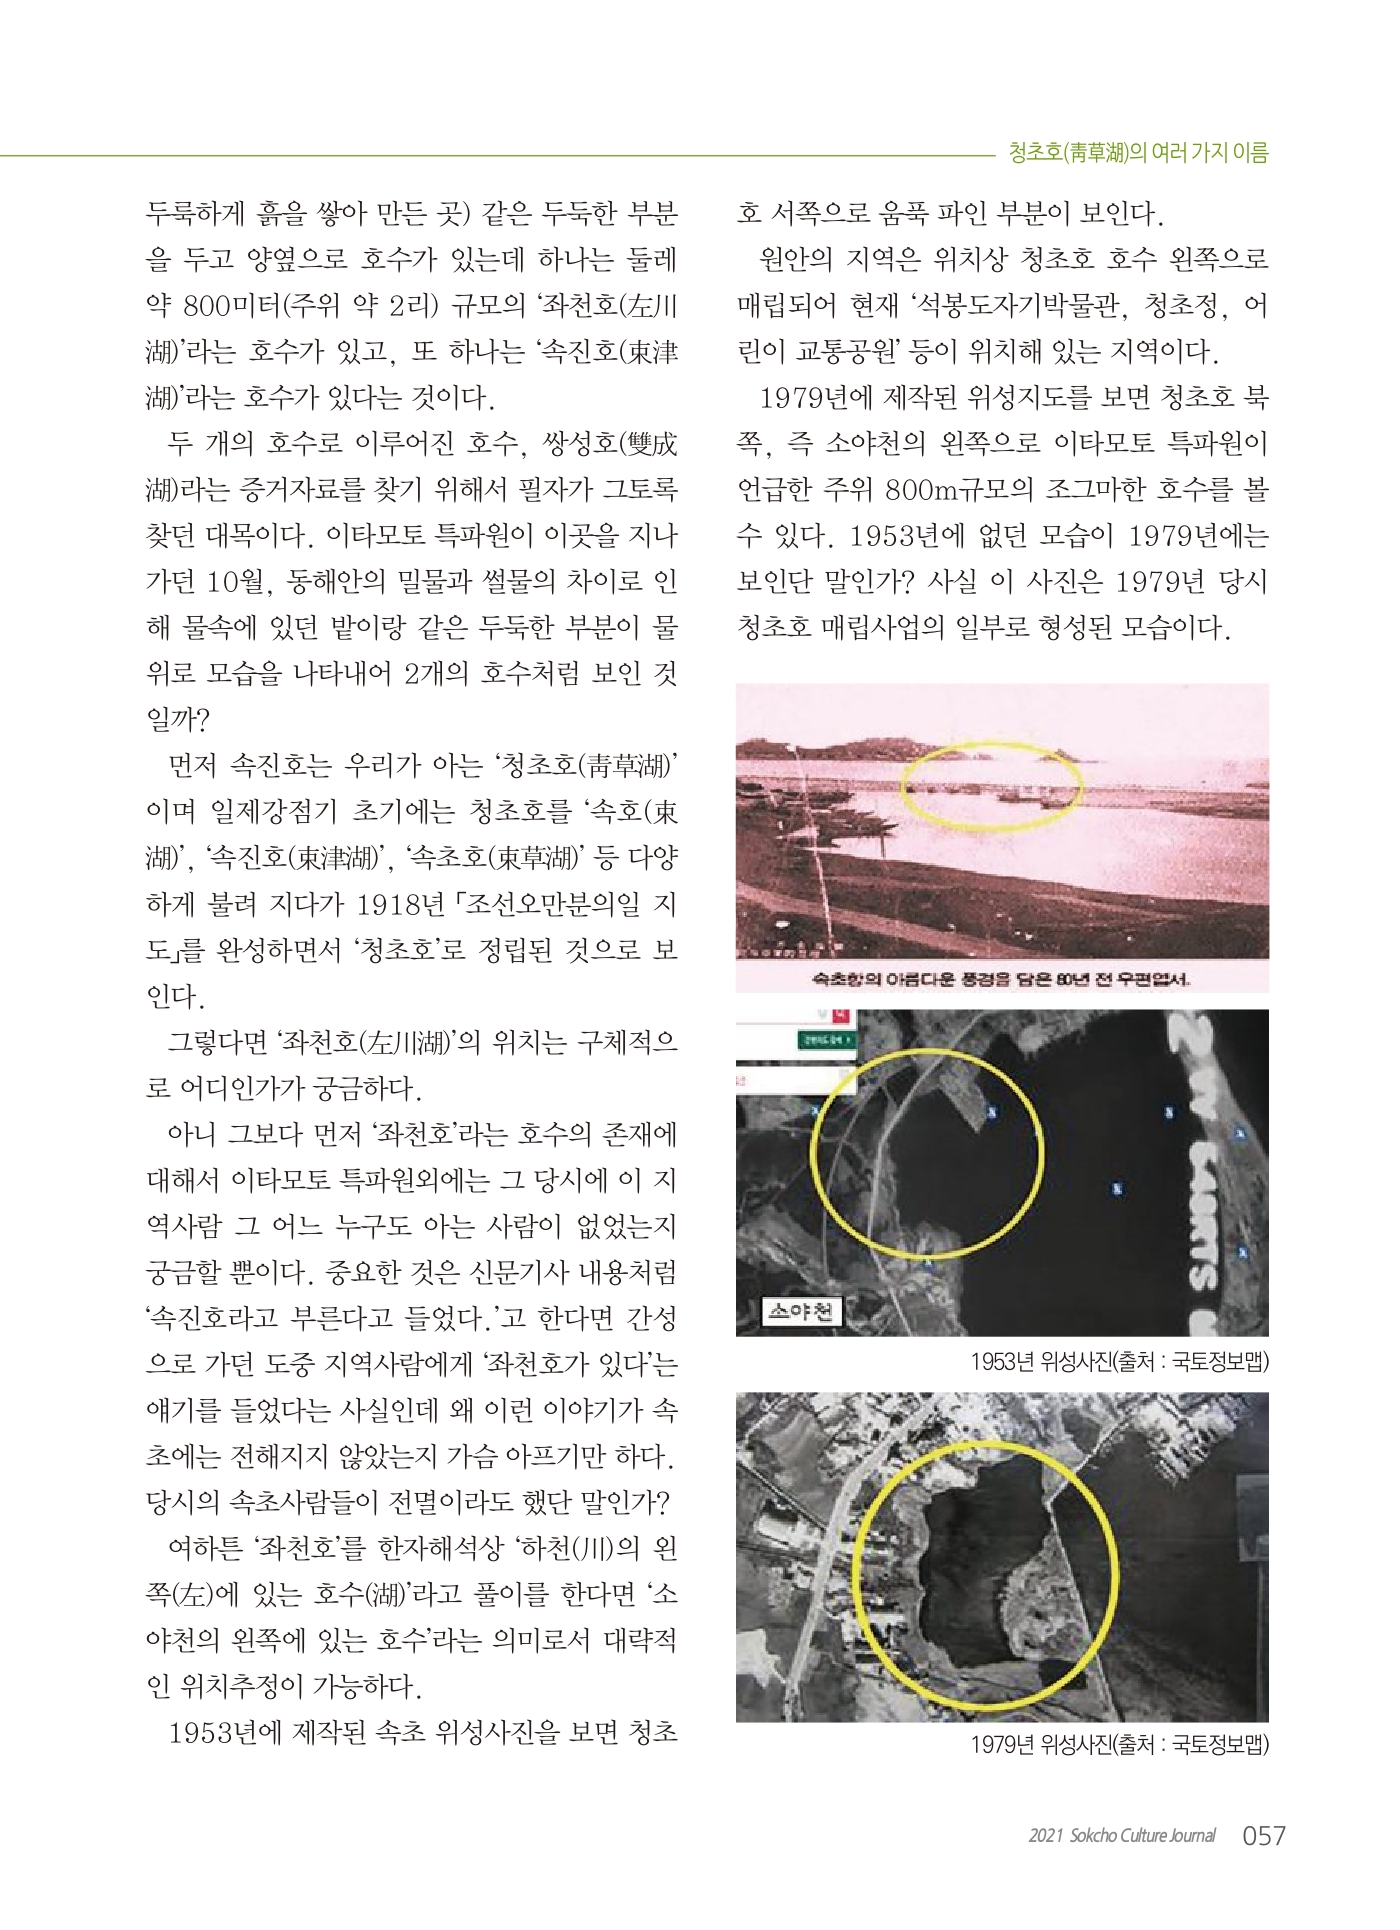 청초호(靑草湖)의 여러 가지 이름
두룩하게 흙을 쌓아 만든 곳) 같은 두둑한 부분
을 두고 양옆으로 호수가 있는데 하나는 둘레
약 800미터(주위 약 2리) 규모의 ‘좌천호(左川
湖)’라는 호수가 있고, 또 하나는 ‘속진호(束津
湖)’라는 호수가 있다는 것이다.
두 개의 호수로 이루어진 호수, 쌍성호(雙成
湖)라는 증거자료를 찾기 위해서 필자가 그토록
찾던 대목이다. 이타모토 특파원이 이곳을 지나
가던 10월, 동해안의 밀물과 썰물의 차이로 인
해 물속에 있던 밭이랑 같은 두둑한 부분이 물
위로 모습을 나타내어 2개의 호수처럼 보인 것
일까?
먼저 속진호는 우리가 아는 ‘청초호(靑草湖)’
이며 일제강점기 초기에는 청초호를 ‘속호(束
湖)’, ‘속진호(束津湖)’, ‘속초호(束草湖)’ 등 다양
하게 불려 지다가 1918년 「조선오만분의일 지
도」를 완성하면서 ‘청초호’로 정립된 것으로 보
인다.
그렇다면 ‘좌천호(左川湖)’의 위치는 구체적으
로 어디인가가 궁금하다.
아니 그보다 먼저 ‘좌천호’라는 호수의 존재에
대해서 이타모토 특파원외에는 그 당시에 이 지
역사람 그 어느 누구도 아는 사람이 없었는지
궁금할 뿐이다. 중요한 것은 신문기사 내용처럼
‘속진호라고 부른다고 들었다.’고 한다면 간성
으로 가던 도중 지역사람에게 ‘좌천호가 있다’는
얘기를 들었다는 사실인데 왜 이런 이야기가 속
초에는 전해지지 않았는지 가슴 아프기만 하다.
당시의 속초사람들이 전멸이라도 했단 말인가?
여하튼 ‘좌천호’를 한자해석상 ‘하천(川)의 왼
쪽(左)에 있는 호수(湖)’라고 풀이를 한다면 ‘소
야천의 왼쪽에 있는 호수’라는 의미로서 대략적
인 위치추정이 가능하다.
1953년에 제작된 속초 위성사진을 보면 청초
호 서쪽으로 움푹 파인 부분이 보인다.
원안의 지역은 위치상 청초호 호수 왼쪽으로
매립되어 현재 ‘석봉도자기박물관, 청초정, 어
린이 교통공원’ 등이 위치해 있는 지역이다.
1979년에 제작된 위성지도를 보면 청초호 북
쪽, 즉 소야천의 왼쪽으로 이타모토 특파원이
언급한 주위 800m규모의 조그마한 호수를 볼
수 있다. 1953년에 없던 모습이 1979년에는
보인단 말인가? 사실 이 사진은 1979년 당시
청초호 매립사업의 일부로 형성된 모습이다.
속초항의 아름다운 풍경을 담은 80년 전 우편엽서.
소야천
1953년 위성사진(출처 : 국토정보맵)
1979년 위성사진(출처 : 국토정보맵)
2021 Sokcho Culture Journal 057